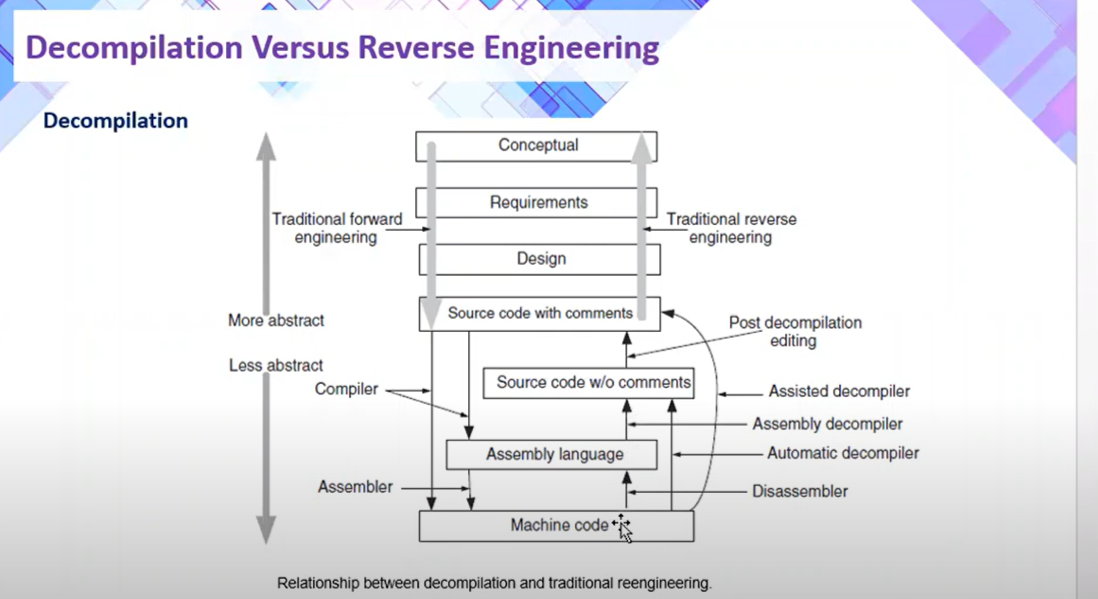 Decompilation Versus Reverse Engineering
Decompilation
Conceptual
Requirements
Traditional forward
engineering
Traditional reverse
engineering
Design
Source code with comments
More abstract
Post decompilation
editing
Less abstract
Source code w/o comments
Compiler
Assisted decompiler
Assembly decompiler
Assembly language
Automatic decompiler
Assembler
Disassembler
Machine code
Relationship between decompilation and traditional reengineering.